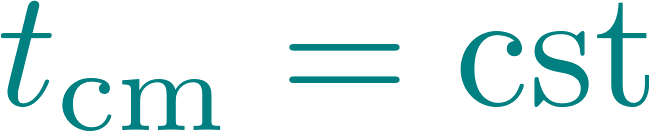 t_cm = cst